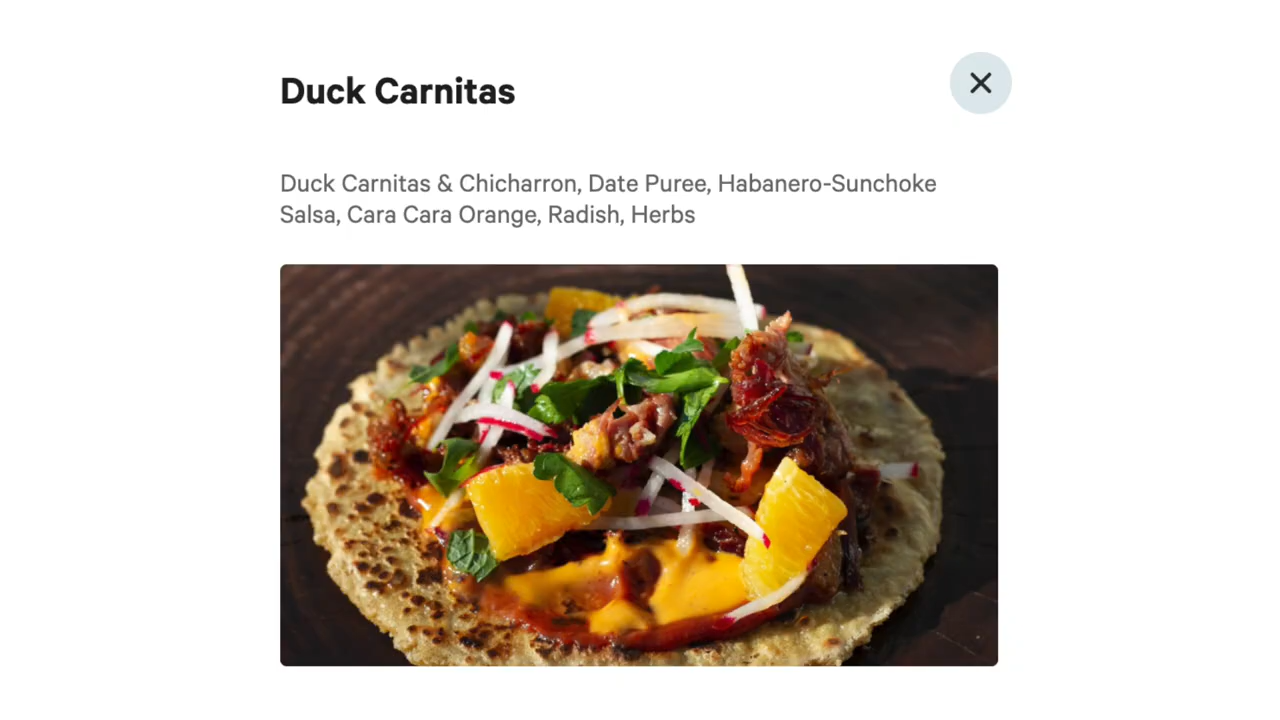 Duck Carnitas
Duck Carnitas & Chicharron, Date Puree, Habanero-Sunchoke
Salsa, Cara Cara Orange, Radish, Herbs